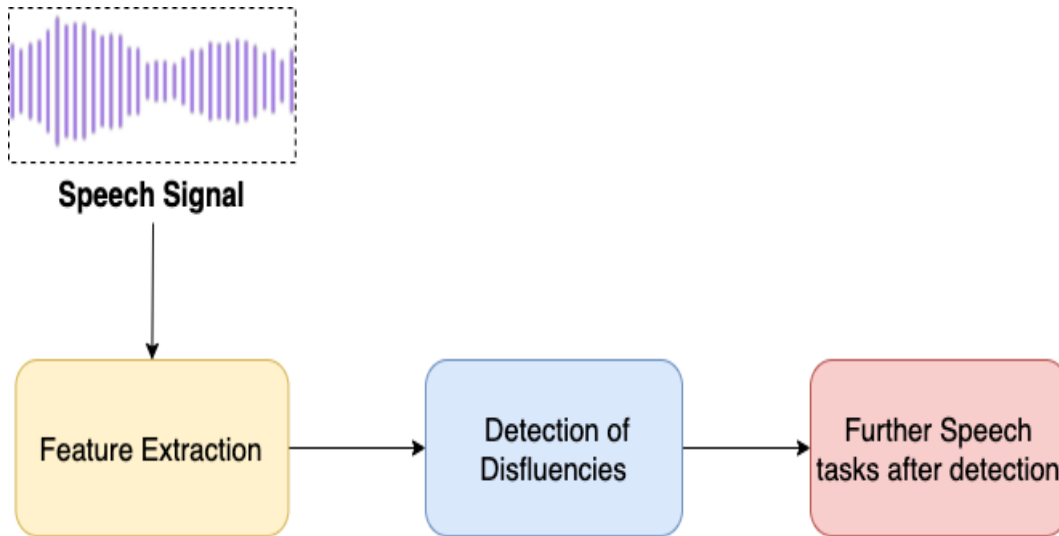 Speech Signal
Feature Extraction
Detection of
Disfluencies
Further Speech
tasks after detection